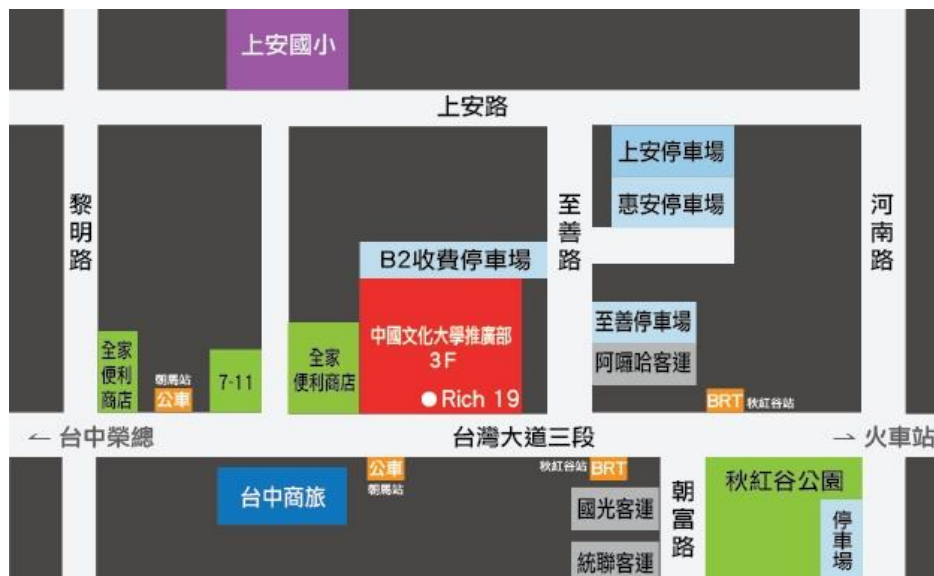 上安國小
上安路
上安停車場
惠安停車場
黎明路
至善路
河南路
B2收費停車場
中國文化大學推廣部
3F
Rich 19
至善停車場
阿囉哈客運
全家
便利
商店
朝馬站
公車
7-11
全家
便利商店
BRT 秋紅谷站
← 台中榮總
台灣大道三段
→ 火車站
台中商旅
公車
朝馬站
秋紅谷站 BRT
國光客運
統聯客運
朝富路
秋紅谷公園
停車場